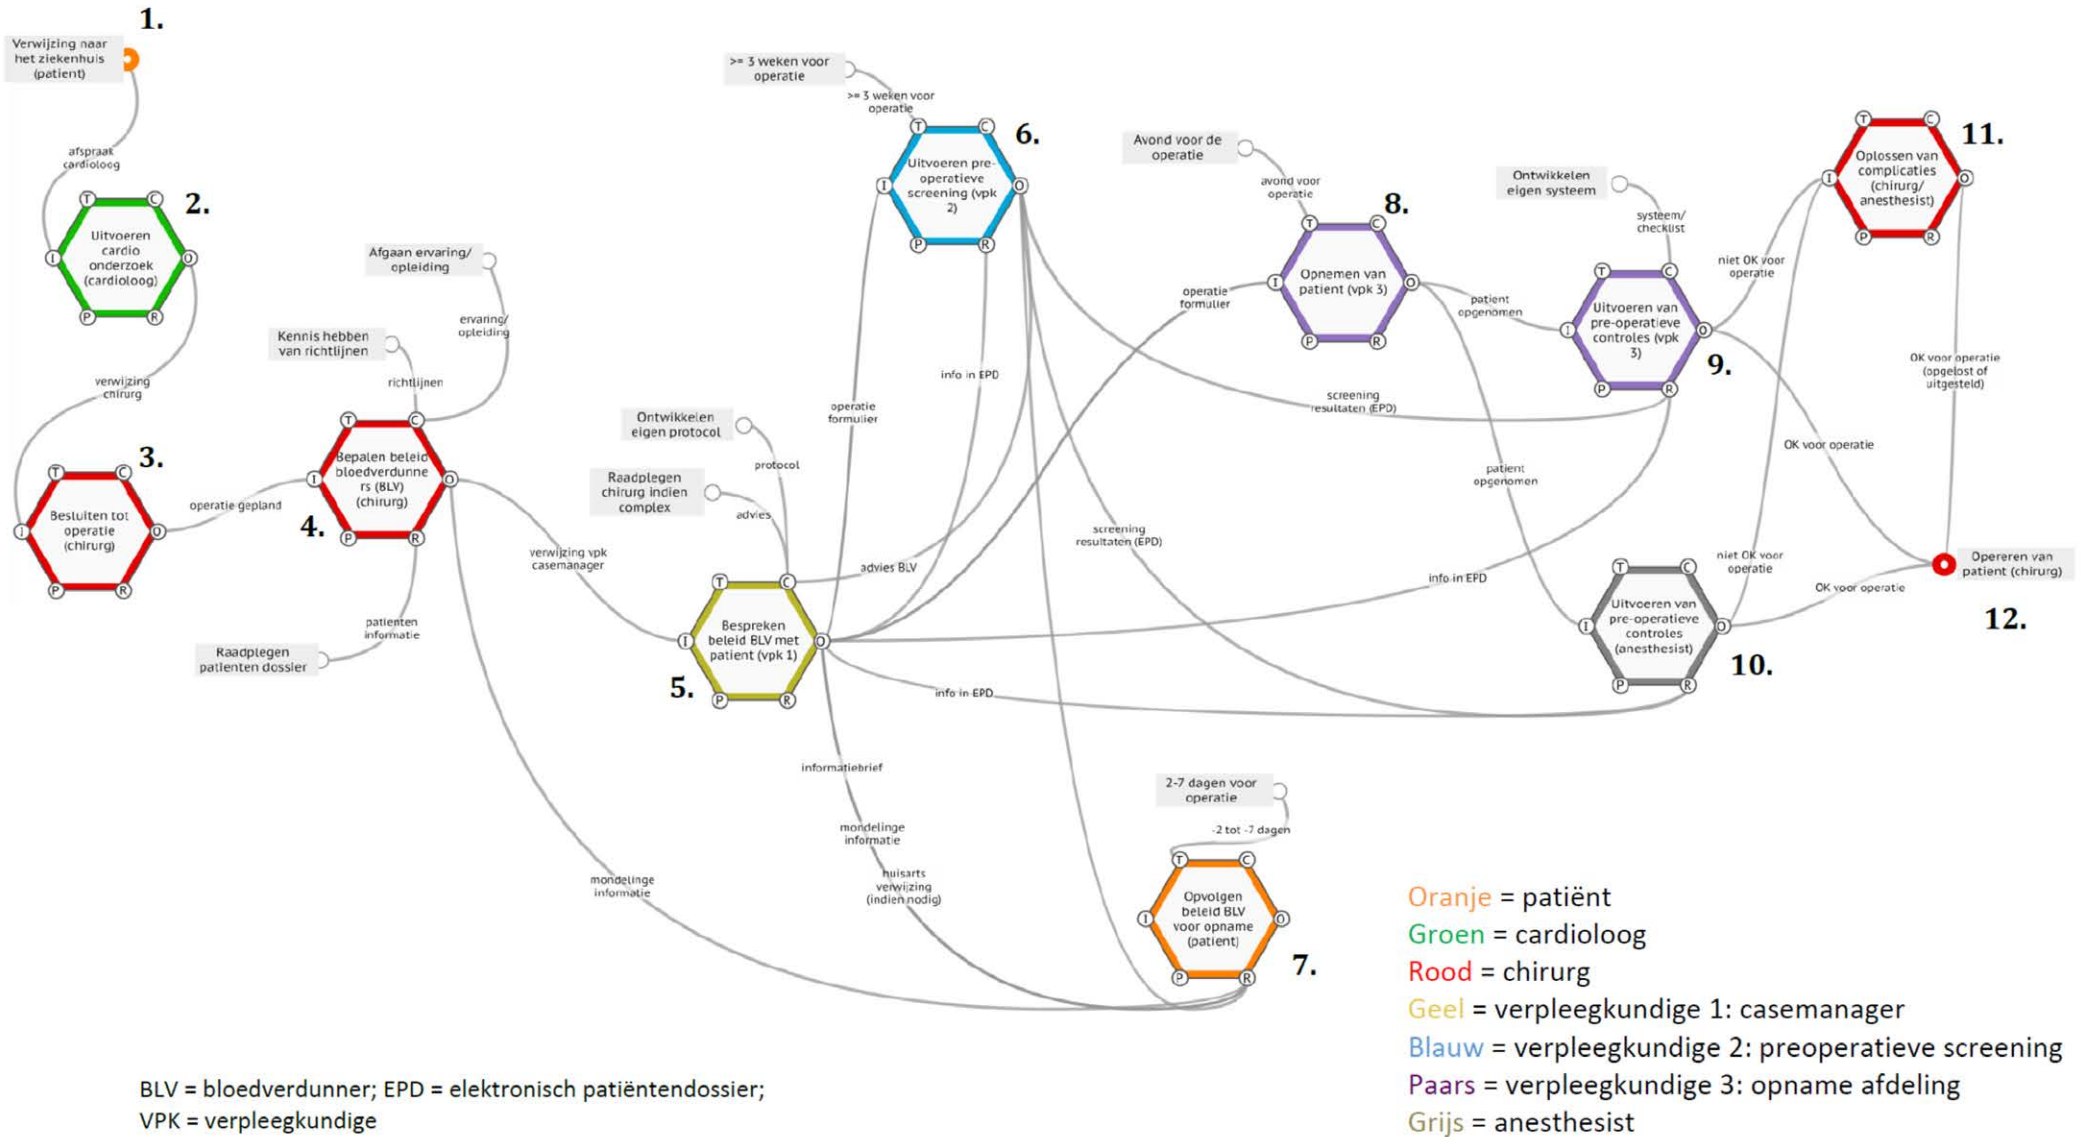 1.
Verwijzing naar
het ziekenhuis
(patient)
afspraak
cardioloog
2.
T C
Uitvoeren
cardio
onderzoek
(cardioloog)
I O
P R
verwijzing
chirurg
3.
T C
Besluiten tot
operatie
(chirurg)
I O
P R
operatie gepland
Afgaan ervaring/
opleiding
ervaring/
opleiding
Kennis hebben
van richtlijnen
richtlijnen
4.
T C
Bepalen beleid
bloedverdunne
rs (BLV)
(chirurg)
I O
P R
patienten
informatie
Raadplegen
patienten dossier
verwijzing vpk
casemanager
mondelinge
informatie
Ontwikkelen
eigen protocol
protocol
Raadplegen
chirurg indien
complex
advies
5.
T C
Bespreken
beleid BLV met
patient (vpk 1)
I O
P R
>= 3 weken voor
operatie
>= 3 weken voor
operatie
6.
T C
Uitvoeren pre-
operatieve
screening (vpk
2)
I O
P R
operatie
formulier
info in EPD
advies BLV
operatie
formulier
screening
resultaten (EPD)
screening
resultaten (EPD)
info in EPD
info in EPD
informatiebrief
mondelinge
informatie
huisarts
verwijzing
(indien nodig)
2-7 dagen voor
operatie
-2 tot -7 dagen
7.
T C
Opvolgen
beleid BLV
voor opname
(patient)
I O
P R
Avond voor de
operatie
avond voor
operatie
8.
T C
Opnemen van
patient (vpk 3)
I O
P R
patient
opgenomen
patient
opgenomen
Ontwikkelen
eigen systeem
systeem/
checklist
9.
T C
Uitvoeren van
pre-operatieve
controles (vpk
3)
I O
P R
niet OK voor
operatie
OK voor operatie
10.
T C
Uitvoeren van
pre-operatieve
controles
(anesthesist)
I O
P R
niet OK voor
operatie
OK voor operatie
11.
T C
Oplossen van
complicaties
(chirurg/
anesthesist)
I O
P R
OK voor operatie
(opgelost of
uitgesteld)
Opereren van
patient (chirurg)
12.
Oranje = patiënt
Groen = cardioloog
Rood = chirurg
Geel = verpleegkundige 1: casemanager
Blauw = verpleegkundige 2: preoperatieve screening
Paars = verpleegkundige 3: opname afdeling
Grijs = anesthesist
BLV = bloedverdunner; EPD = elektronisch patiëntendossier;
VPK = verpleegkundige